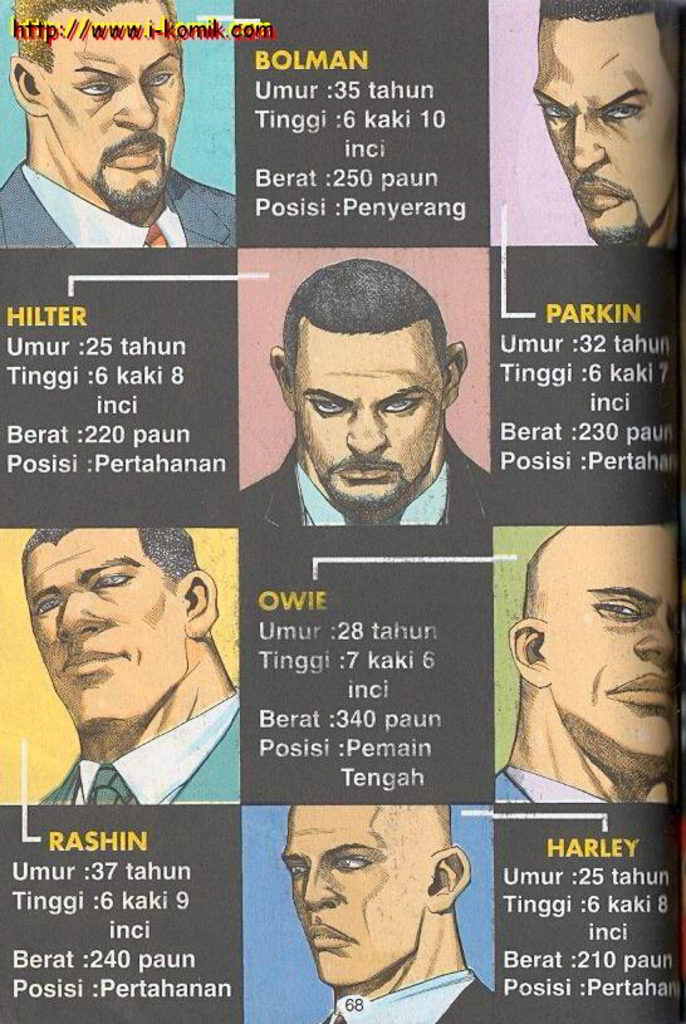 http://www.i-komik.com
BOLMAN
Umur :35 tahun
Tinggi :6 kaki 10
inci
Berat :250 paun
Posisi :Penyerang
HILTER
Umur :25 tahun
Tinggi :6 kaki 8
inci
Berat :220 paun
Posisi :Pertahanan
PARKIN
Umur :32 tahun
Tinggi :6 kaki 7
inci
Berat :230 paun
Posisi :Pertahan
OWIE
Umur :28 tahun
Tinggi :7 kaki 6
inci
Berat :340 paun
Posisi :Pemain
Tengah
RASHIN
Umur :37 tahun
Tinggi :6 kaki 9
inci
Berat :240 paun
Posisi :Pertahanan
HARLEY
Umur :25 tahun
Tinggi :6 kaki 8
inci
Berat :210 paun
Posisi :Pertahan
68